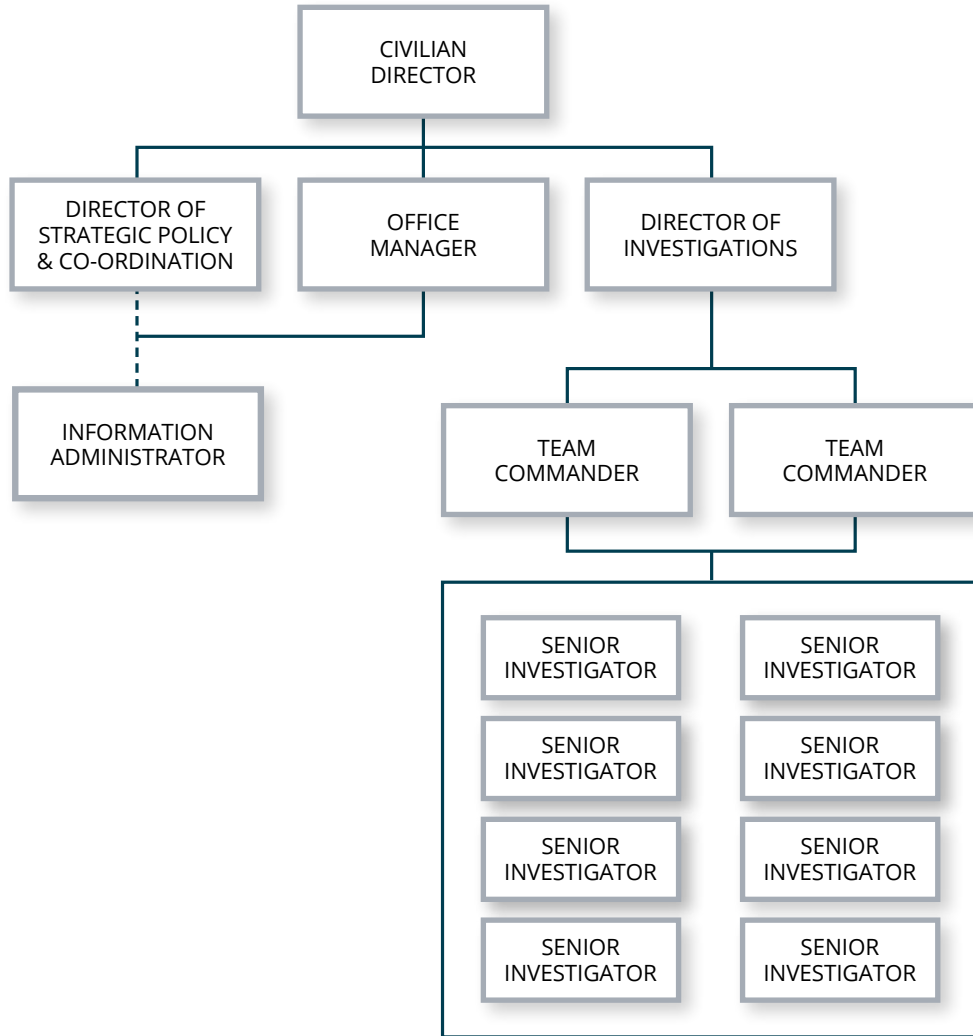 CIVILIAN
DIRECTOR
DIRECTOR OF
STRATEGIC POLICY
& CO-ORDINATION
OFFICE
MANAGER
DIRECTOR OF
INVESTIGATIONS
INFORMATION
ADMINISTRATOR
TEAM
COMMANDER
TEAM
COMMANDER
SENIOR
INVESTIGATOR
SENIOR
INVESTIGATOR
SENIOR
INVESTIGATOR
SENIOR
INVESTIGATOR
SENIOR
INVESTIGATOR
SENIOR
INVESTIGATOR
SENIOR
INVESTIGATOR
SENIOR
INVESTIGATOR